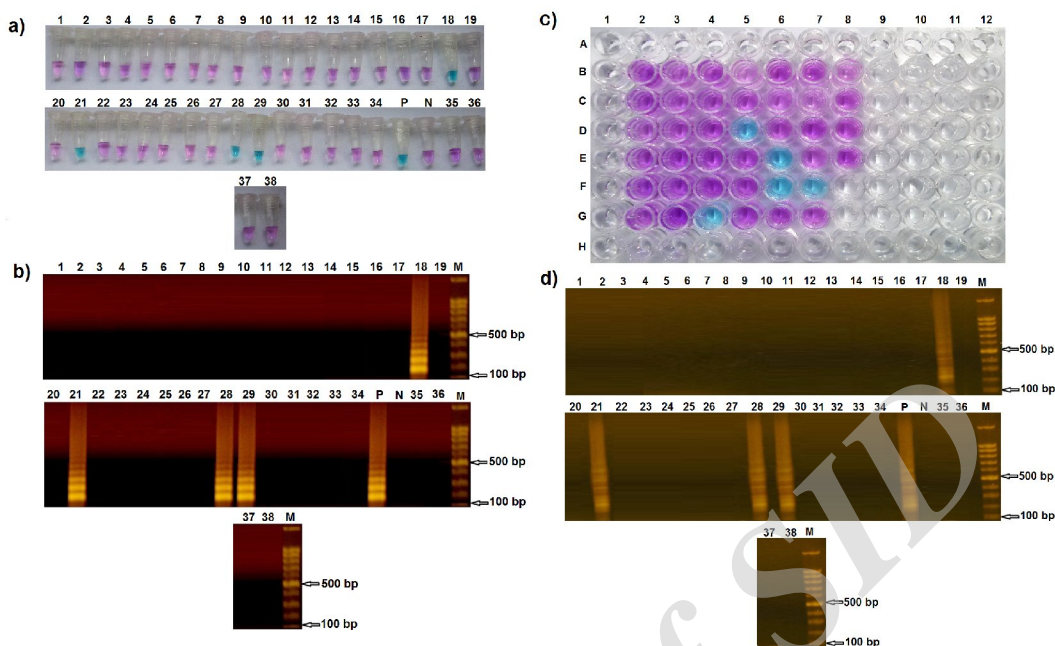 a)
1 2 3 4 5 6 7 8 9 10 11 12 13 14 15 16 17 18 19
20 21 22 23 24 25 26 27 28 29 30 31 32 33 34 P N 35 36
37 38
b)
1 2 3 4 5 6 7 8 9 10 11 12 13 14 15 16 17 18 19 M
500 bp
100 bp
20 21 22 23 24 25 26 27 28 29 30 31 32 33 34 P N 35 36 M
500 bp
100 bp
37 38 M
500 bp
100 bp
c)
1 2 3 4 5 6 7 8 9 10 11 12
A
B
C
D
E
F
G
H
d)
1 2 3 4 5 6 7 8 9 10 11 12 13 14 15 16 17 18 19 M
500 bp
100 bp
20 21 22 23 24 25 26 27 28 29 30 31 32 33 34 P N 35 36 M
500 bp
100 bp
37 38 M
500 bp
100 bp
f SID